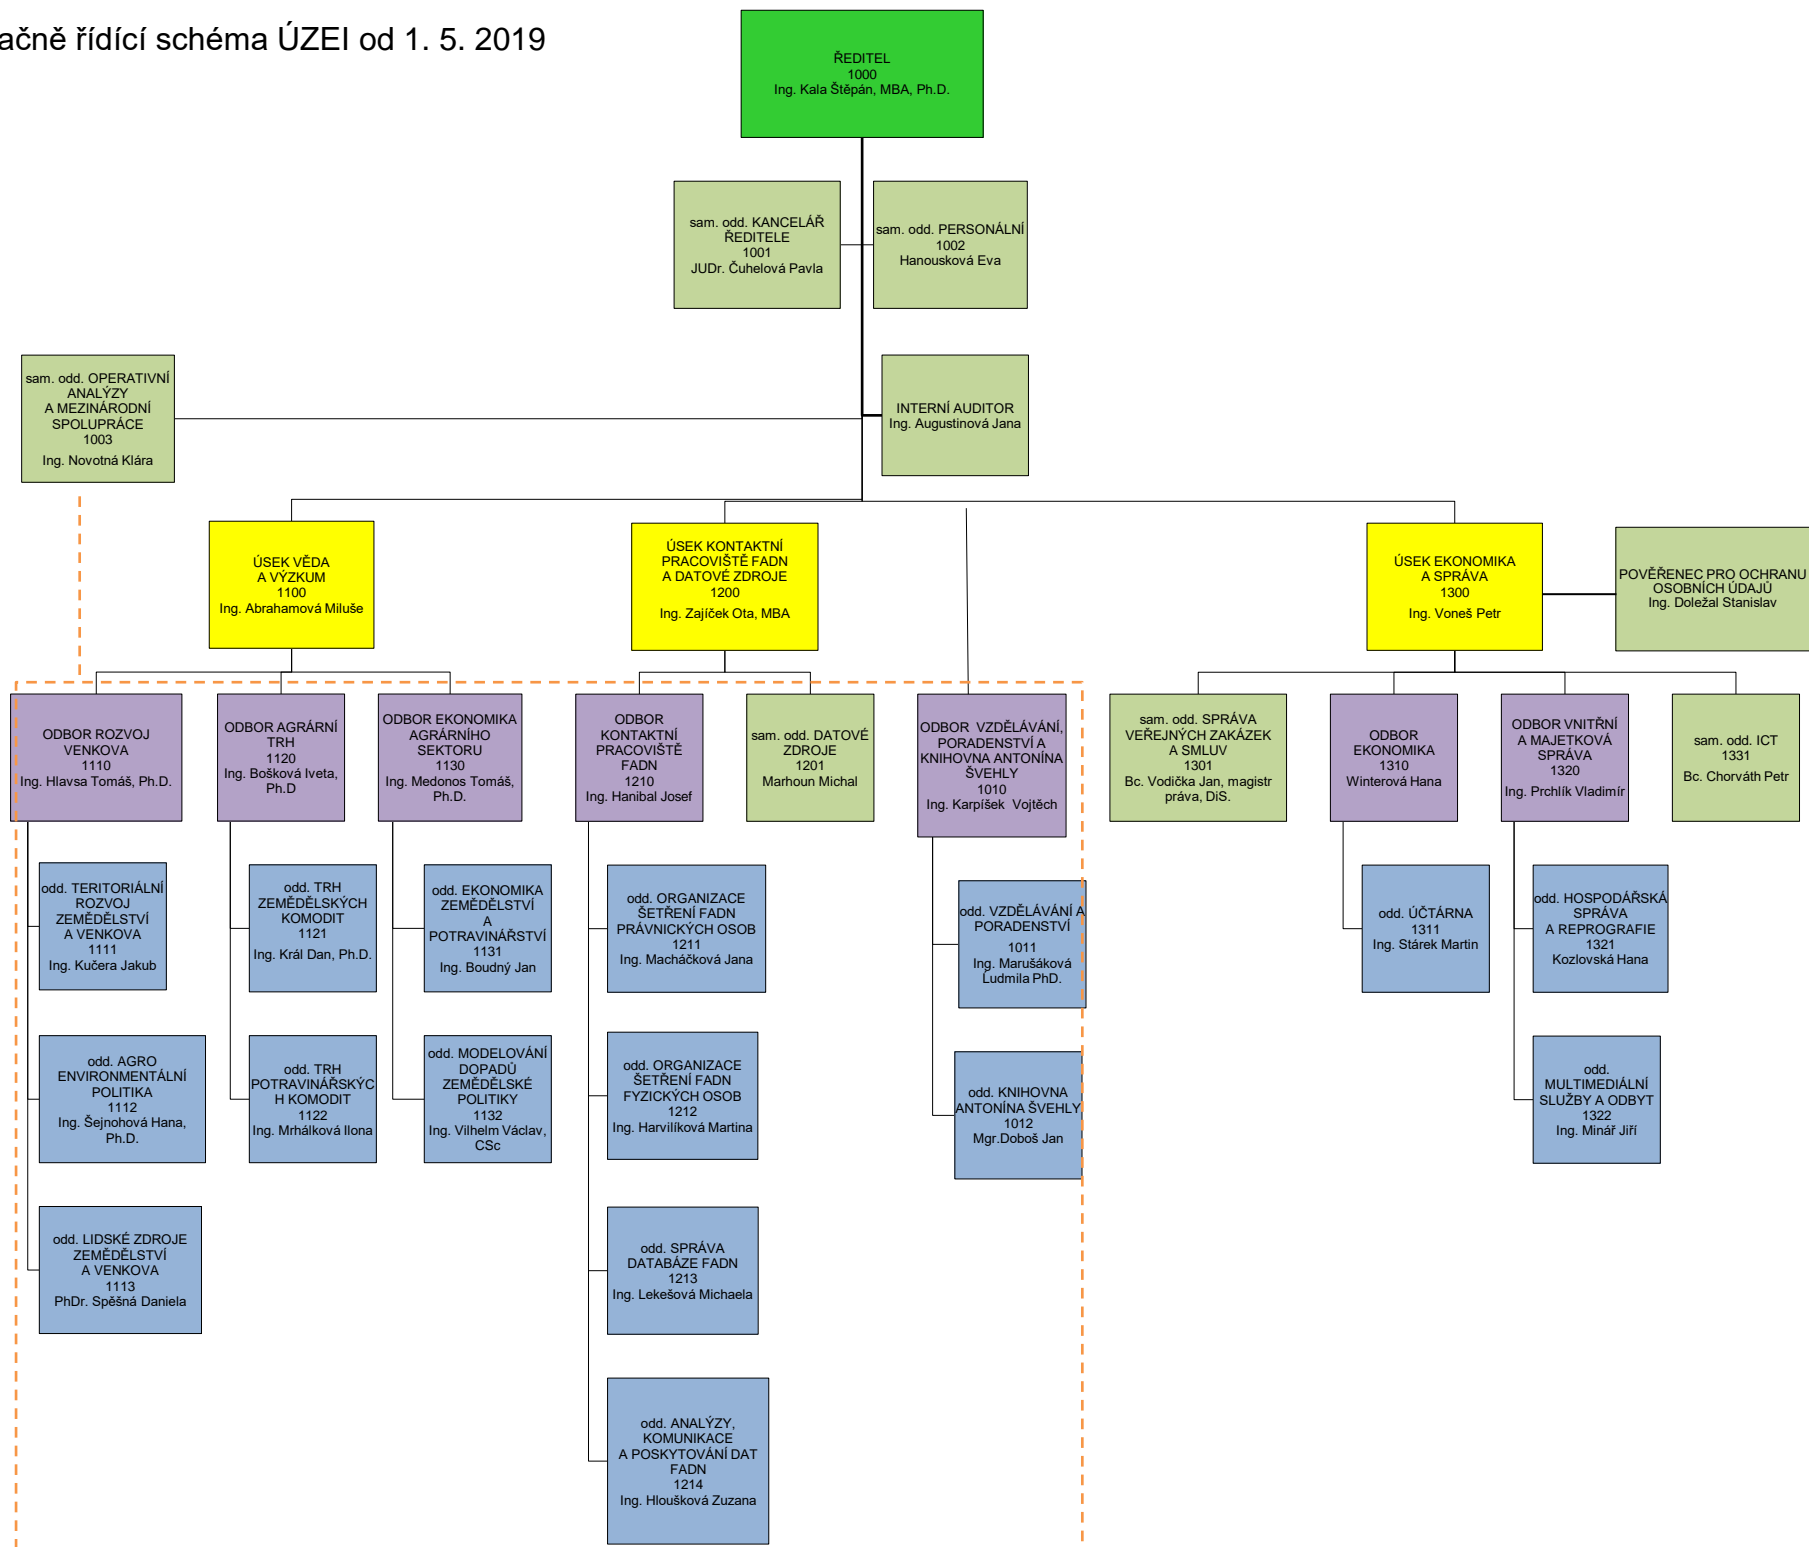 ačně řídící schéma ÚZEI od 1. 5. 2019
ŘEDITEL
1000
Ing. Kala Štěpán, MBA, Ph.D.
sam. odd. KANCELÁŘ
ŘEDITELE
1001
JUDr. Čuhelová Pavla
sam. odd. PERSONÁLNÍ
1002
Hanousková Eva
sam. odd. OPERATIVNÍ
ANALÝZY
A MEZINÁRODNÍ
SPOLUPRÁCE
1003
Ing. Novotná Klára
INTERNÍ AUDITOR
Ing. Augustinová Jana
ÚSEK VĚDA
A VÝZKUM
1100
Ing. Abrahamová Miluše
ÚSEK KONTAKTNÍ
PRACOVIŠTĚ FADN
A DATOVÉ ZDROJE
1200
Ing. Zajíček Ota, MBA
ÚSEK EKONOMIKA
A SPRÁVA
1300
Ing. Voneš Petr
POVĚŘENEC PRO OCHRANU
OSOBNÍCH ÚDAJŮ
Ing. Doležal Stanislav
ODBOR ROZVOJ
VENKOVA
1110
Ing. Hlavsa Tomáš, Ph.D.
ODBOR AGRÁRNÍ
TRH
1120
Ing. Bošková Iveta,
Ph.D
ODBOR EKONOMIKA
AGRÁRNÍHO
SEKTORU
1130
Ing. Medonos Tomáš,
Ph.D.
ODBOR
KONTAKTNÍ
PRACOVIŠTĚ
FADN
1210
Ing. Hanibal Josef
sam. odd. DATOVÉ
ZDROJE
1201
Marhoun Michal
ODBOR  VZDĚLÁVÁNÍ,
PORADENSTVÍ A
KNIHOVNA ANTONÍNA
ŠVEHLY
1010
Ing. Karpíšek  Vojtěch
sam. odd. SPRÁVA
VEŘEJNÝCH ZAKÁZEK
A SMLUV
1301
Bc. Vodička Jan, magistr
práva, DiS.
ODBOR
EKONOMIKA
1310
Winterová Hana
ODBOR VNITŘNÍ
A MAJETKOVÁ
SPRÁVA
1320
Ing. Prchlík Vladimír
sam. odd. ICT
1331
Bc. Chorváth Petr
odd. TERITORIÁLNÍ
ROZVOJ
ZEMĚDĚLSTVÍ
A VENKOVA
1111
Ing. Kučera Jakub
odd. TRH
ZEMĚDĚLSKÝCH
KOMODIT
1121
Ing. Král Dan, Ph.D.
odd. EKONOMIKA
ZEMĚDĚLSTVÍ
A
POTRAVINÁŘSTVÍ
1131
Ing. Boudný Jan
odd. ORGANIZACE
ŠETŘENÍ FADN
PRÁVNICKÝCH OSOB
1211
Ing. Macháčková Jana
odd. VZDĚLÁVÁNÍ A
PORADENSTVÍ
1011
Ing. Marušáková
Ľudmila PhD.
odd. ÚČTÁRNA
1311
Ing. Stárek Martin
odd. HOSPODÁŘSKÁ
SPRÁVA
A REPROGRAFIE
1321
Kozlovská Hana
odd. AGRO
ENVIRONMENTÁLNÍ
POLITIKA
1112
Ing. Šejnohová Hana,
Ph.D.
odd. TRH
POTRAVINÁŘSKÝC
H KOMODIT
1122
Ing. Mrhálková Ilona
odd. MODELOVÁNÍ
DOPADŮ
ZEMĚDĚLSKÉ
POLITIKY
1132
Ing. Vilhelm Václav,
CSc
odd. ORGANIZACE
ŠETŘENÍ FADN
FYZICKÝCH OSOB
1212
Ing. Harvilíková Martina
odd. KNIHOVNA
ANTONÍNA ŠVEHLY
1012
Mgr.Doboš Jan
odd.
MULTIMEDIÁLNÍ
SLUŽBY A ODBYT
1322
Ing. Minář Jiří
odd. LIDSKÉ ZDROJE
ZEMĚDĚLSTVÍ
A VENKOVA
1113
PhDr. Spěšná Daniela
odd. SPRÁVA
DATABÁZE FADN
1213
Ing. Lekešová Michaela
odd. ANALÝZY,
KOMUNIKACE
A POSKYTOVÁNÍ DAT
FADN
1214
Ing. Hloušková Zuzana